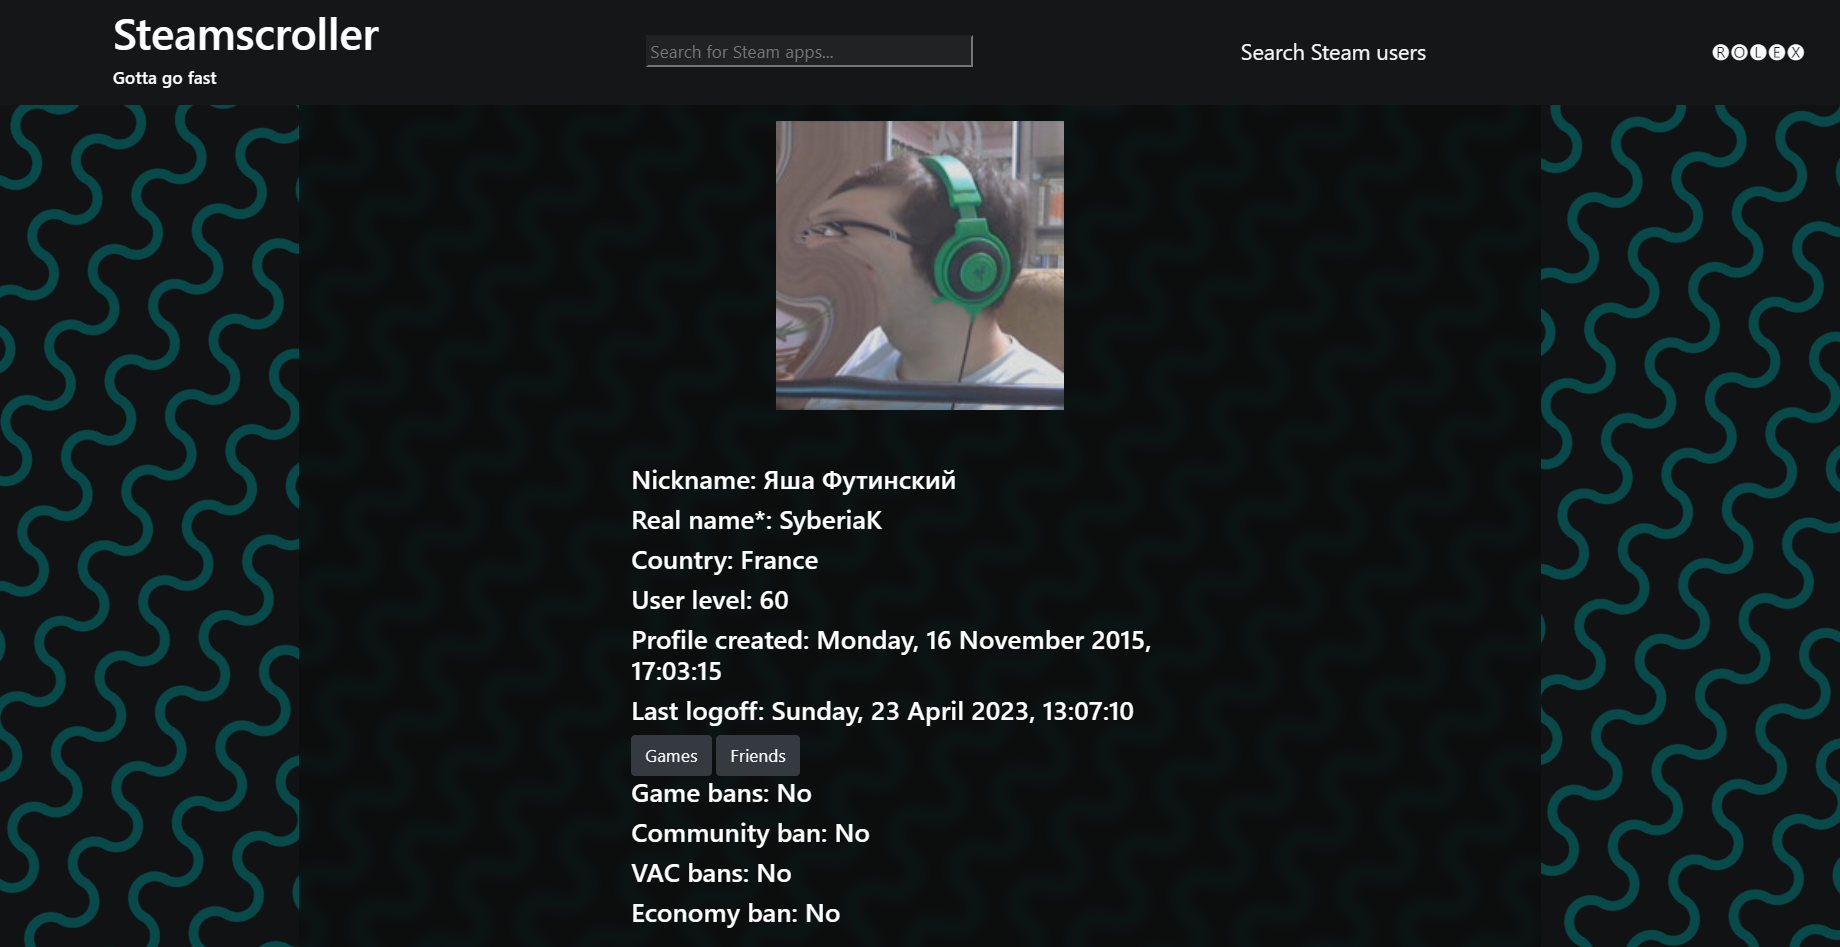 Steamscroller
Gotta go fast
Search for Steam apps...
Search Steam users
🅡🅞🅛🅔🅧
Nickname: Яша Футинский
Real name*: SyberiaK
Country: France
User level: 60
Profile created: Monday, 16 November 2015,
17:03:15
Last logoff: Sunday, 23 April 2023, 13:07:10
Games
Friends
Game bans: No
Community ban: No
VAC bans: No
Economy ban: No